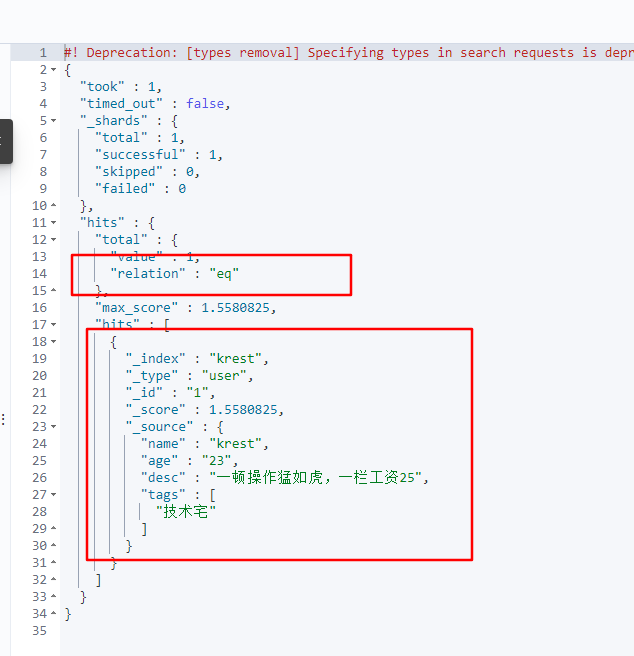 1 #! Deprecation: [types removal] Specifying types in search requests is depr
2 {
3 "took" : 1,
4 "timed_out" : false,
5 "_shards" : {
6 "total" : 1,
7 "successful" : 1,
8 "skipped" : 0,
9 "failed" : 0
10 },
11 "hits" : {
12 "total" : {
13 "value" : 1,
14 "relation" : "eq"
15 },
16 "max_score" : 1.5580825,
17 "hits" : [
18 {
19 "_index" : "krest",
20 "_type" : "user",
21 "_id" : "1",
22 "_score" : 1.5580825,
23 "_source" : {
24 "name" : "krest",
25 "age" : "23",
26 "desc" : "一顿操作猛如虎，一栏工资25",
27 "tags" : [
28 "技术宅"
29 ]
30 }
31 }
32 ]
33 }
34 }
35